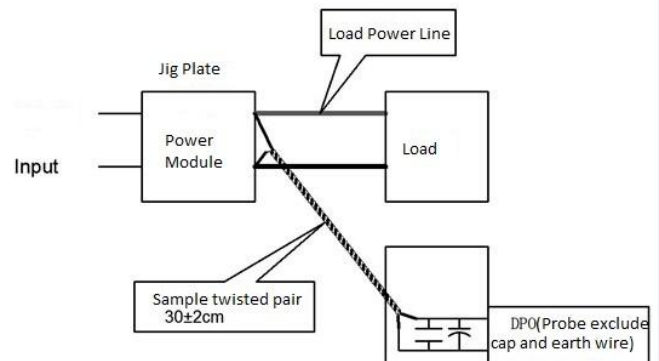 Load Power Line
Jig Plate
Power
Module
Load
Input
Sample twisted pair
30±2cm
DPO(Probe exclude
cap and earth wire)